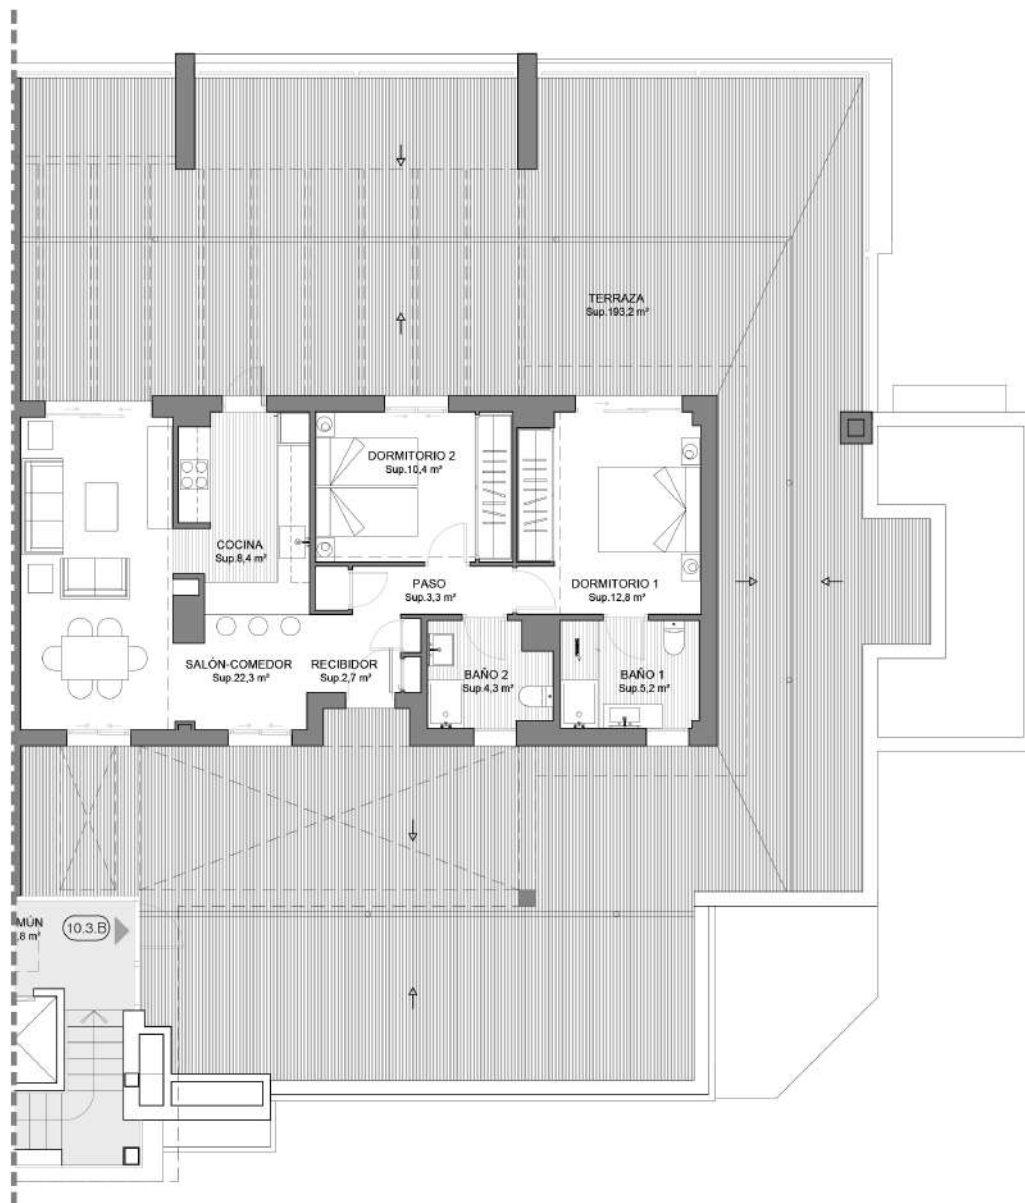 TERRAZA
Sup.193,2 m²
DORMITORIO 2
Sup.10,4 m²
COCINA
Sup.8,4 m²
PASO
Sup.3,3 m²
DORMITORIO 1
Sup.12,8 m²
SALÓN-COMEDOR
Sup.22,3 m²
RECIBIDOR
Sup.2,7 m²
BAÑO 2
Sup.4,3 m²
BAÑO 1
Sup.5,2 m²
MÚN
,8 m²
10.3.B